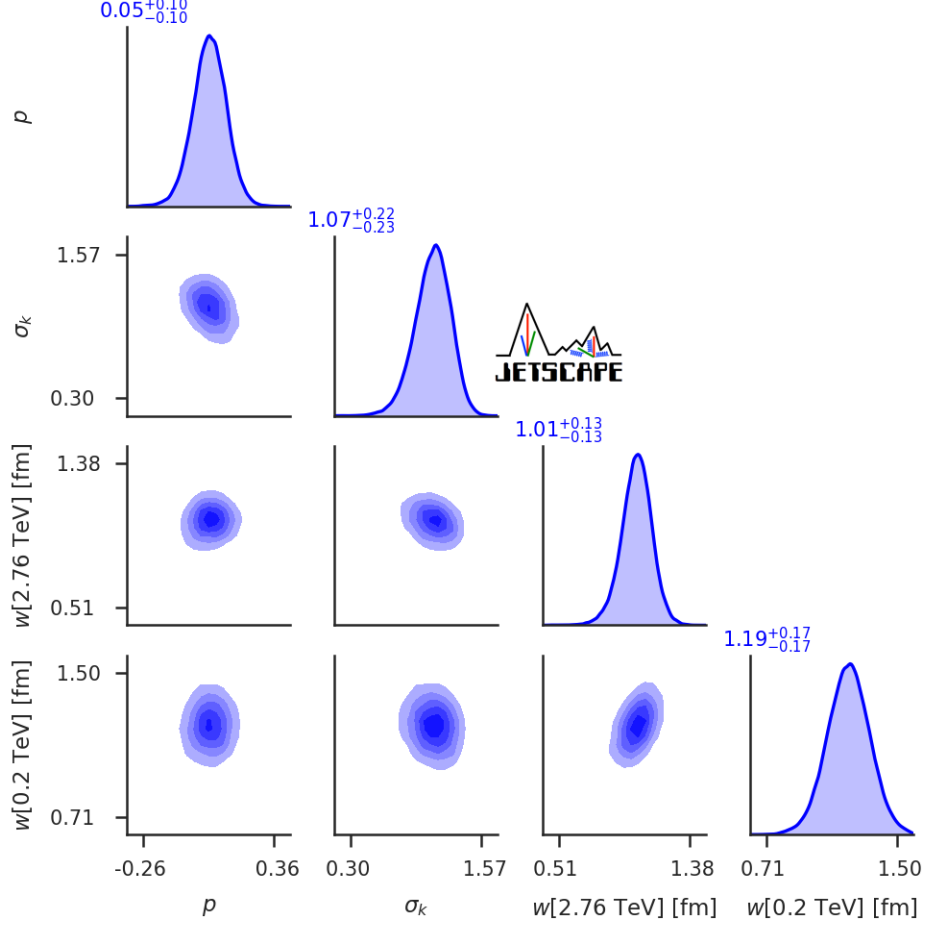 0.05+0.10−0.10
p
1.07+0.22−0.23
1.57
σk
0.30
JETSCAPE
1.01+0.13−0.13
1.38
w[2.76 TeV] [fm]
0.51
1.19+0.17−0.17
1.50
w[0.2 TeV] [fm]
0.71
-0.26 0.36 0.30 1.57 0.51 1.38 0.71 1.50
p σk w[2.76 TeV] [fm] w[0.2 TeV] [fm]